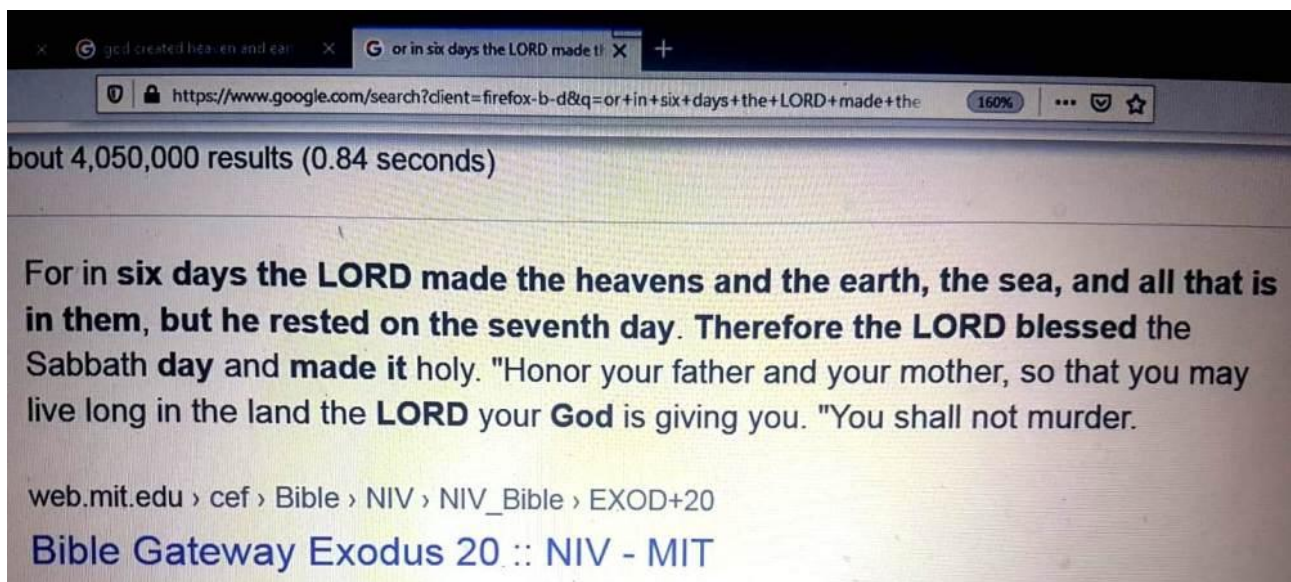 god created heaven and ear
or in six days the LORD made th
https://www.google.com/search?client=firefox-b-d&q=or+in+six+days+the+LORD+made+the 160%
bout 4,050,000 results (0.84 seconds)
For in six days the LORD made the heavens and the earth, the sea, and all that is
in them, but he rested on the seventh day. Therefore the LORD blessed the
Sabbath day and made it holy. "Honor your father and your mother, so that you may
live long in the land the LORD your God is giving you. "You shall not murder.
web.mit.edu › cef › Bible › NIV › NIV_Bible › EXOD+20
Bible Gateway Exodus 20 :: NIV - MIT